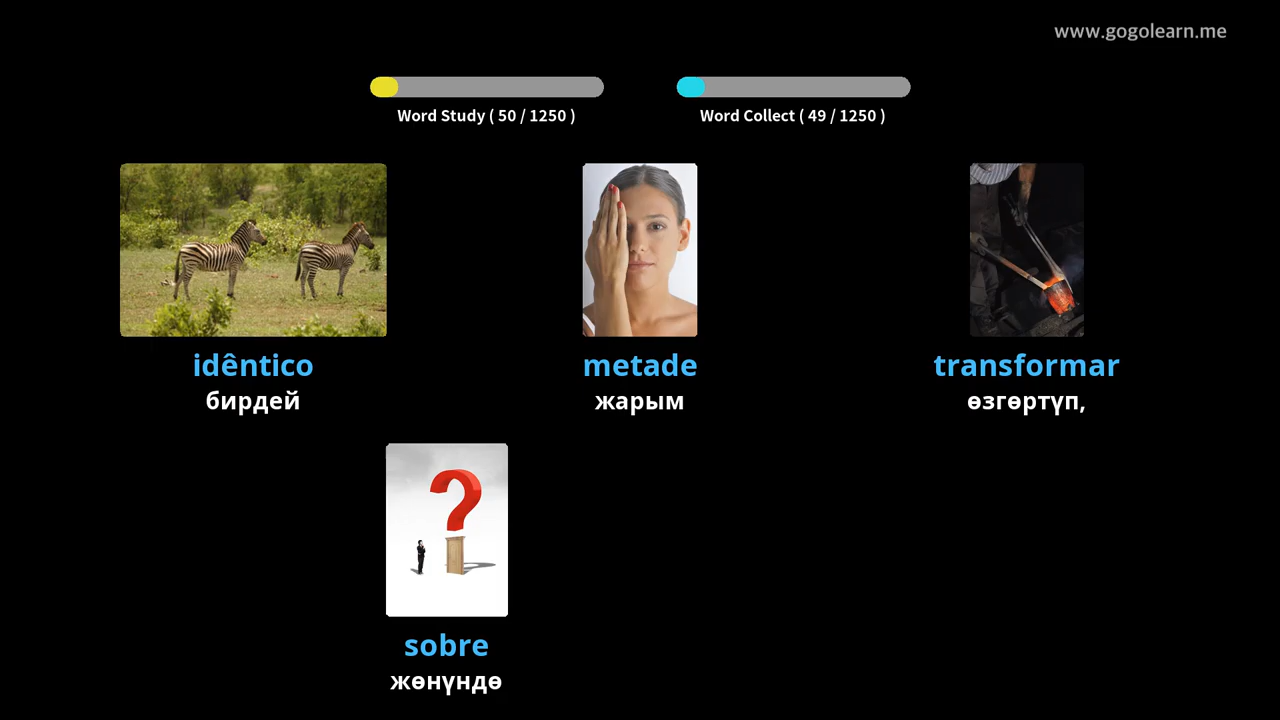 www.gogolearn.me
Word Study ( 50 / 1250 )
Word Collect ( 49 / 1250 )
idêntico
бирдей
metade
жарым
transformar
өзгөртүп,
sobre
жөнүндө